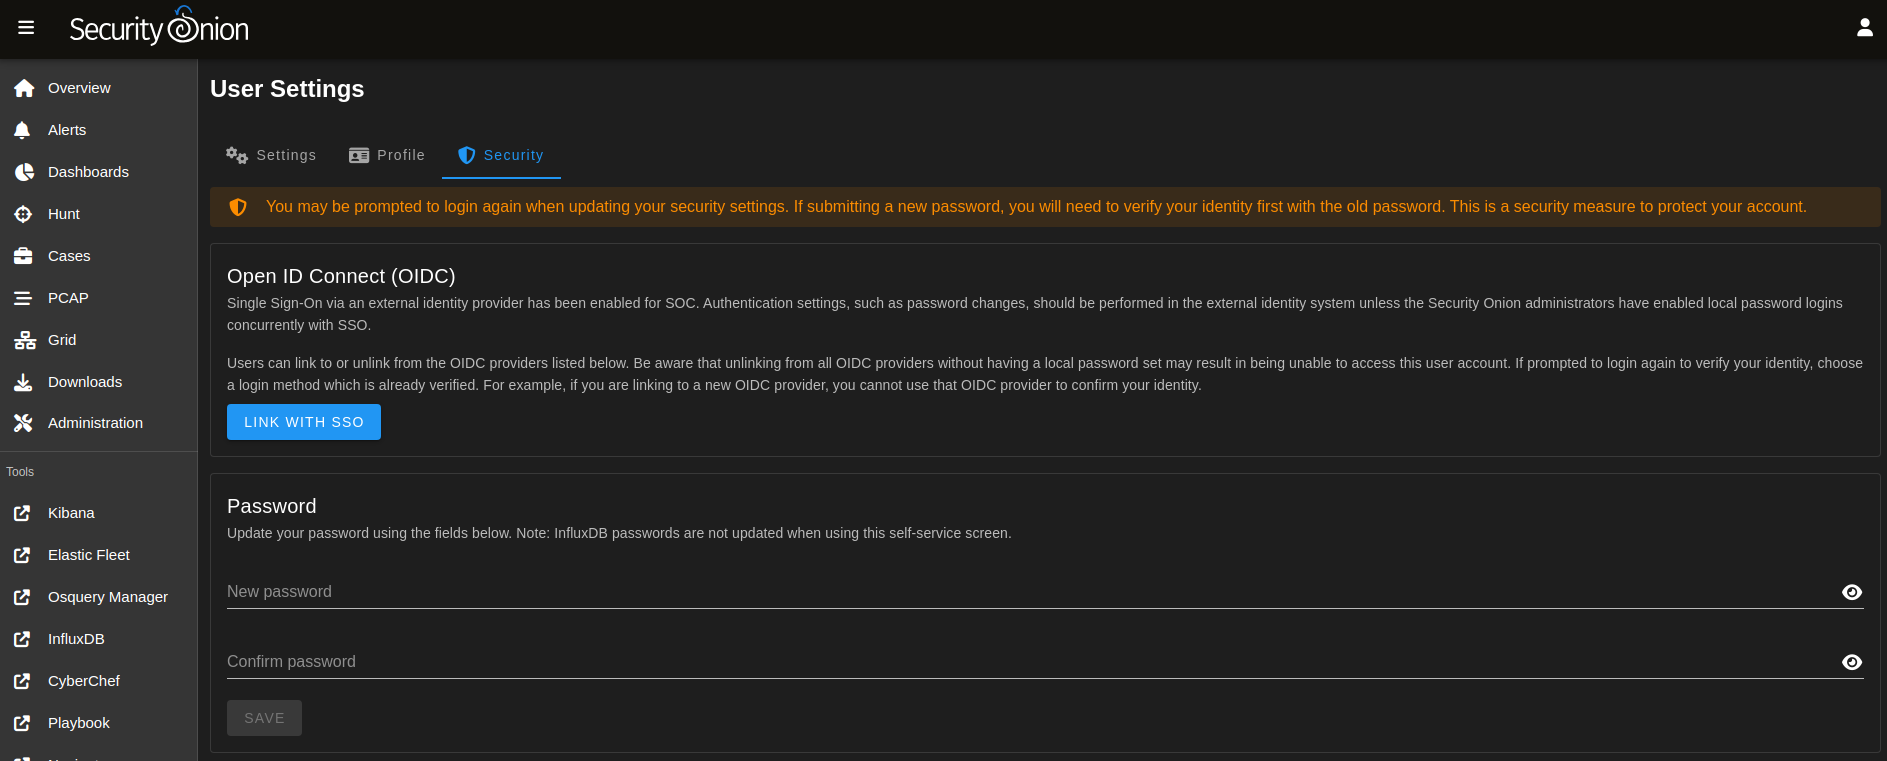 Security Onion
Overview
Alerts
Dashboards
Hunt
Cases
PCAP
Grid
Downloads
Administration
Tools
Kibana
Elastic Fleet
Osquery Manager
InfluxDB
CyberChef
Playbook
User Settings
Settings
Profile
Security
You may be prompted to login again when updating your security settings. If submitting a new password, you will need to verify your identity first with the old password. This is a security measure to protect your account.
Open ID Connect (OIDC)
Single Sign-On via an external identity provider has been enabled for SOC. Authentication settings, such as password changes, should be performed in the external identity system unless the Security Onion administrators have enabled local password logins
concurrently with SSO.
Users can link to or unlink from the OIDC providers listed below. Be aware that unlinking from all OIDC providers without having a local password set may result in being unable to access this user account. If prompted to login again to verify your identity, choose
a login method which is already verified. For example, if you are linking to a new OIDC provider, you cannot use that OIDC provider to confirm your identity.
LINK WITH SSO
Password
Update your password using the fields below. Note: InfluxDB passwords are not updated when using this self-service screen.
New password
Confirm password
SAVE